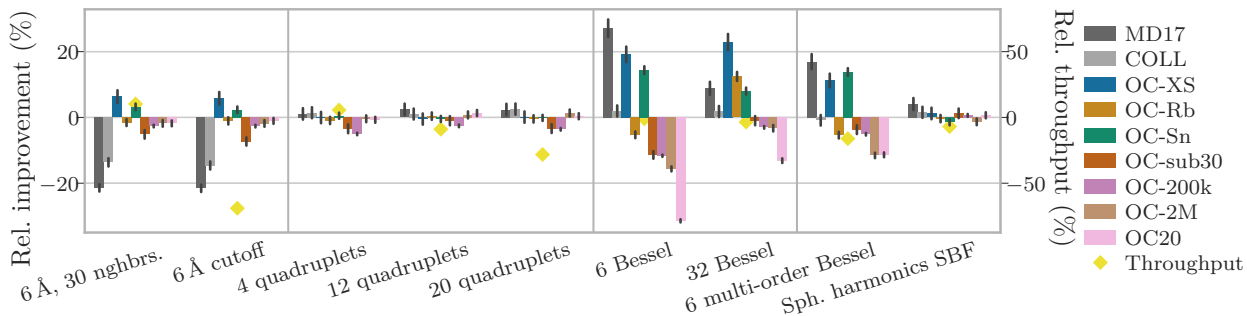 Rel. improvement (%)
20
0
−20
6 Å, 30 nghbrs.
6 Å cutoff
4 quadruplets
12 quadruplets
20 quadruplets
6 Bessel
32 Bessel
6 multi-order Bessel
Sph. harmonics SBF
50
0
−50
Rel. throughput (%)
MD17
COLL
OC-XS
OC-Rb
OC-Sn
OC-sub30
OC-200k
OC-2M
OC20
Throughput